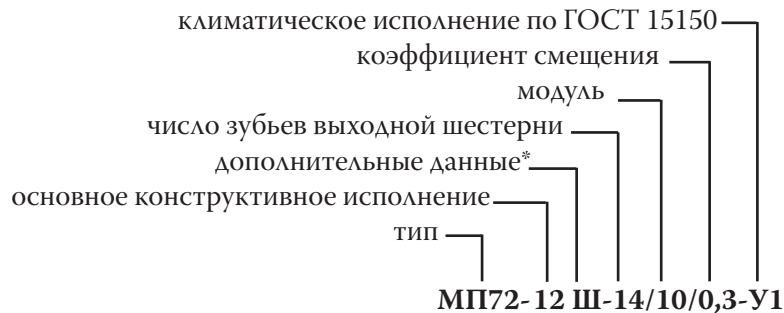 климатическое исполнение по ГОСТ 15150
коэффициент смещения
модуль
число зубьев выходной шестерни
дополнительные данные*
основное конструктивное исполнение
тип
МП72-12 Ш-14/10/0,3-У1